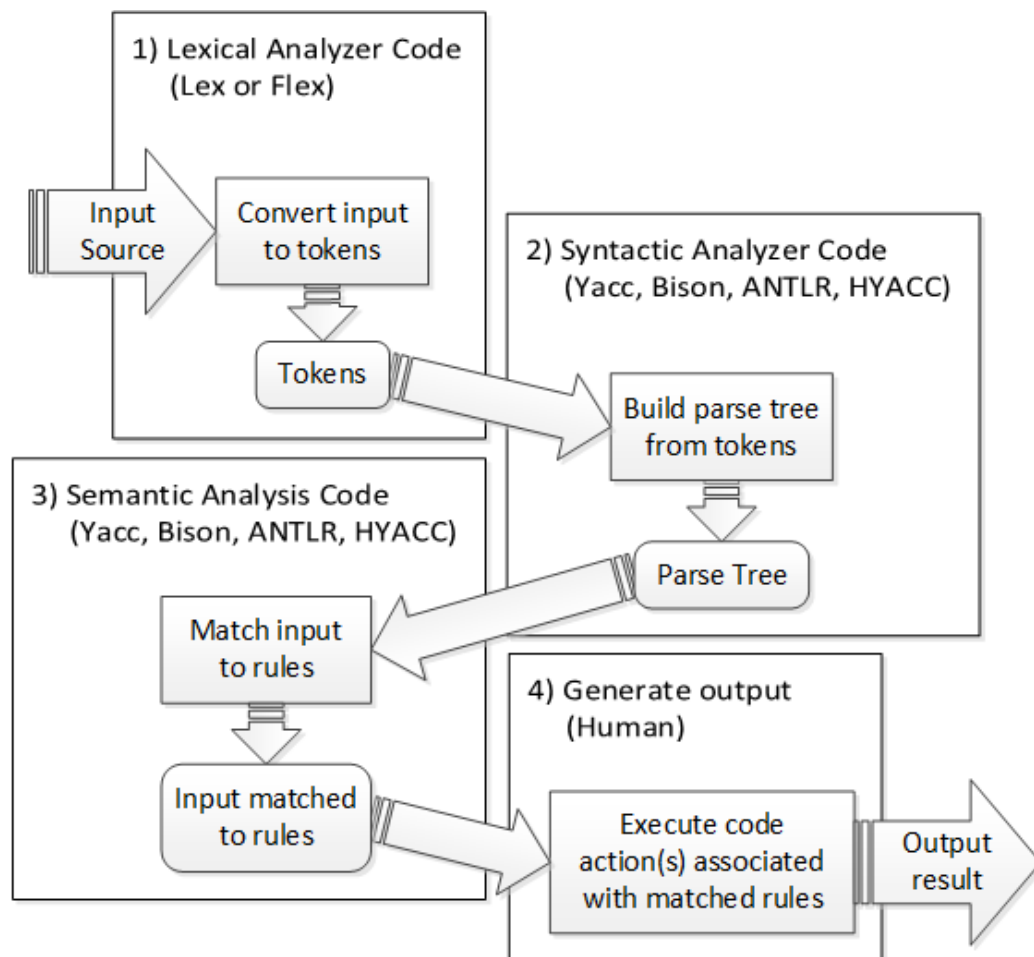 1) Lexical Analyzer Code
(Lex or Flex)
Input
Source
Convert input
to tokens
Tokens
2) Syntactic Analyzer Code
(Yacc, Bison, ANTLR, HYACC)
Build parse tree
from tokens
Parse Tree
3) Semantic Analysis Code
(Yacc, Bison, ANTLR, HYACC)
Match input
to rules
Input matched
to rules
4) Generate output
(Human)
Execute code
action(s) associated
with matched rules
Output
result